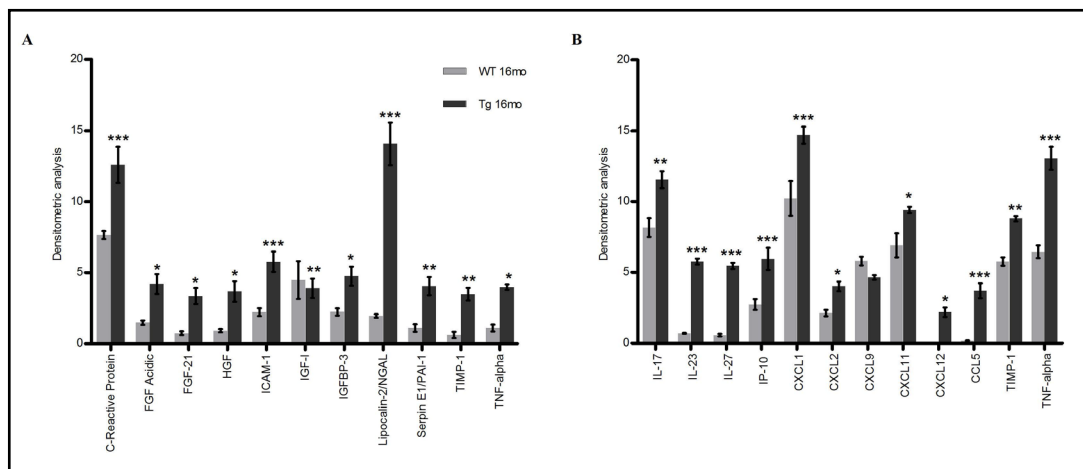 A
Densitometric analysis
20
15
10
5
0
WT 16mo
Tg 16mo
***
*
*
*
***
**
*
***
**
**
*
C-Reactive Protein
FGF Acidic
FGF-21
HGF
ICAM-1
IGF-I
IGFBP-3
Lipocalin-2/NGAL
Serpin E1/PAI-1
TIMP-1
TNF-alpha
B
Densitometric analysis
20
15
10
5
0
**
***
***
***
***
*
*
*
***
**
***
IL-17
IL-23
IL-27
IP-10
CXCL1
CXCL2
CXCL9
CXCL11
CXCL12
CCL5
TIMP-1
TNF-alpha